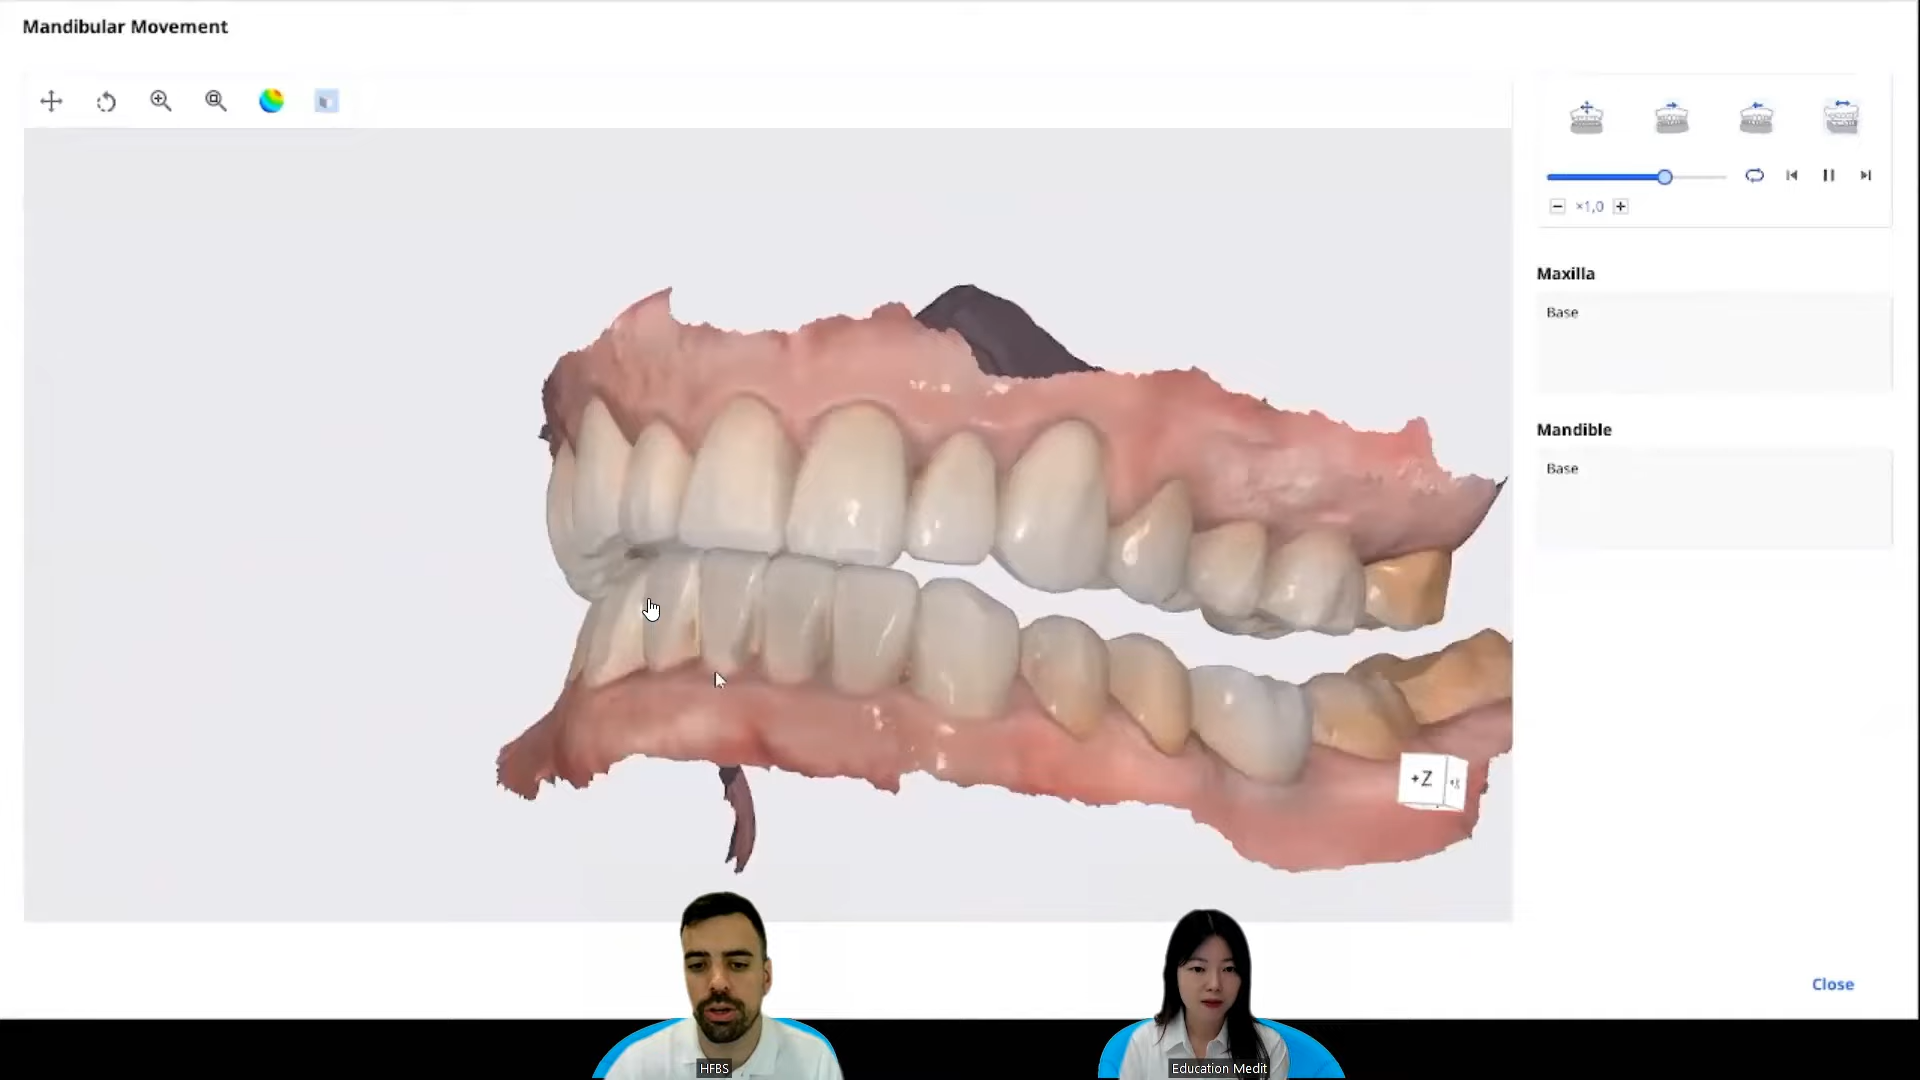 Mandibular Movement
×1,0
Maxilla
Base
Mandible
Base
+Z
Close
HFBS
Education Medit